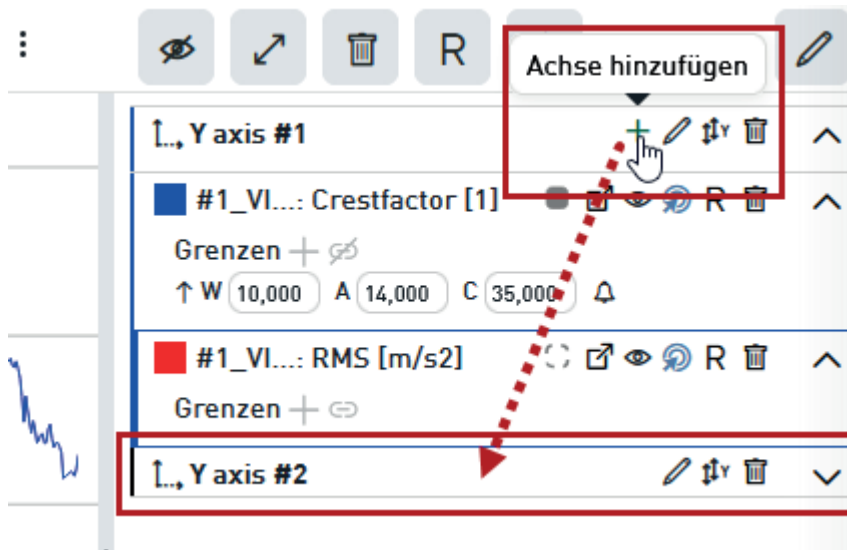 R
Achse hinzufügen
Y axis #1
#1_VI...: Crestfactor [1] R
Grenzen
W 10,000 A 14,000 C 35,000
#1_VI...: RMS [m/s2] R
Grenzen
Y axis #2